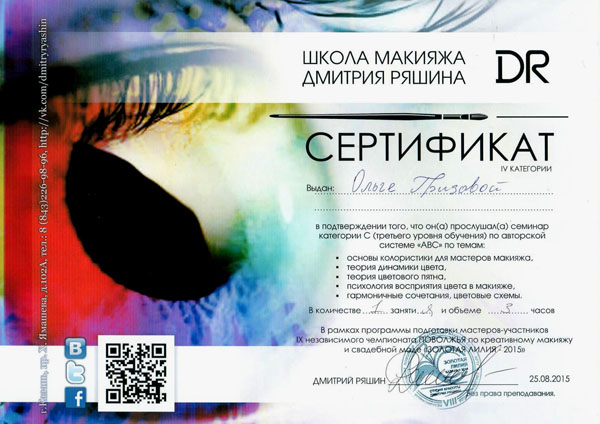 ШКОЛА МАКИЯЖА
ДМИТРИЯ РЯШИНА
DR
СЕРТИФИКАТ
IV КАТЕГОРИИ
Выдан: Ольге Гризовой
в подтверждении того, что он(а) прослушал(а) семинар
категории С (третьего уровня обучения) по авторской
системе «АВС» по темам:
• основы колористики для мастеров макияжа,
• теория динамики цвета,
• теория цветового пятна,
• психология восприятия цвета в макияже,
• гармоничные сочетания, цветовые схемы.
В количестве 1 заняти я и объеме часов
В рамках программы подготовки мастеров-участников
IX независимого чемпионата ПОВОЛЖЬЯ по креативному макияжу
и свадебной моде «ЗОЛОТАЯ ЛИЛИЯ - 2015»
ДМИТРИЙ РЯШИН
25.08.2015
Без права преподавания.
ЗОЛОТАЯ
ЛИЛИЯ
VIII
г. Казань, пр. Х. Ямашева, д.102А, тел.: 8 (843)226-98-96, http://vk.com/dmitryryashin